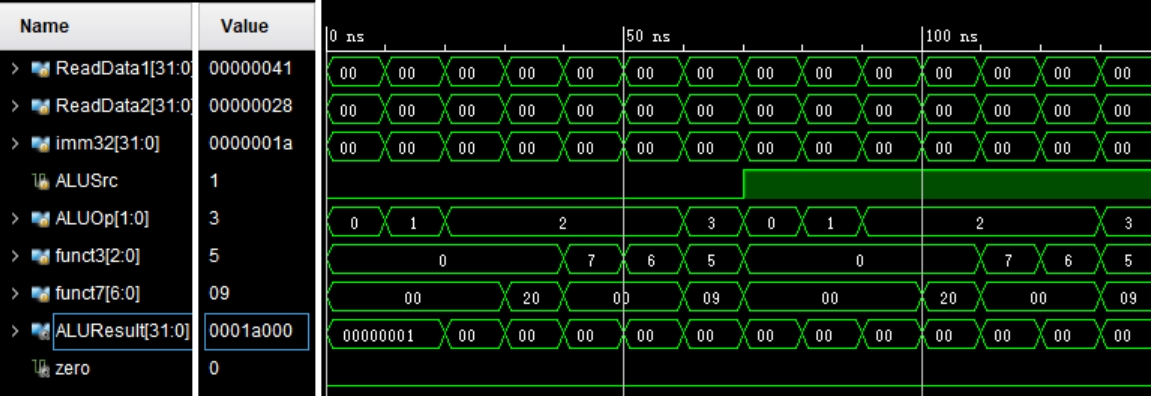 Name Value 0 ns 50 ns 100 ns
ReadData1[31:0] 00000041 00 00 00 00 00 00 00 00 00 00 00 00 00 00
ReadData2[31:0] 00000028 00 00 00 00 00 00 00 00 00 00 00 00 00 00
imm32[31:0] 0000001a 00 00 00 00 00 00 00 00 00 00 00 00 00 00
ALUSrc 1
ALUOp[1:0] 3 0 1 2 3 0 1 2 3
funct3[2:0] 5 0 7 6 5 0 7 6 5
funct7[6:0] 09 00 20 00 09 00 20 00 09
ALUResult[31:0] 0001a000 00000001 00 00 00 00 00 00 00 00 00 00 00 00
zero 0